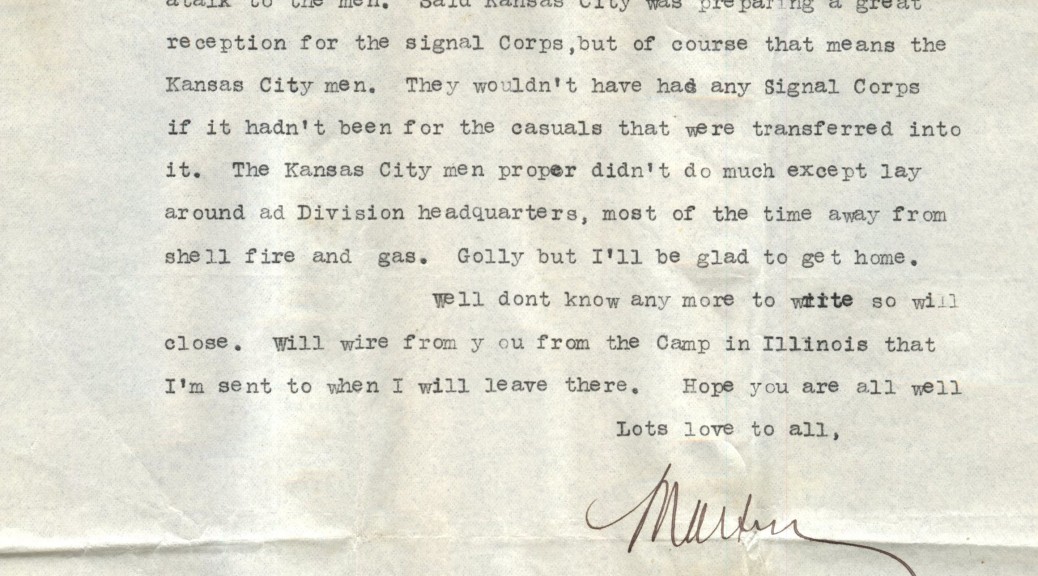 atalk to the men. Said Kansas City was preparing a great
reception for the signal Corps,but of course that means the
Kansas City men. They wouldn't have had any Signal Corps
if it hadn't been for the casuals that were transferred into
it. The Kansas City men proper didn't do much except lay
around ad Division headquarters, most of the time away from
shell fire and gas. Golly but I'll be glad to get home.
Well dont know any more to write so will
close. Will wire from y ou from the Camp in Illinois that
I'm sent to when I will leave there. Hope you are all well
Lots love to all,
Martin